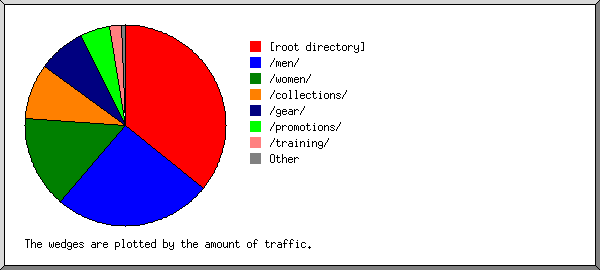 [root directory]
/men/
/women/
/collections/
/gear/
/promotions/
/training/
Other
The wedges are plotted by the amount of traffic.